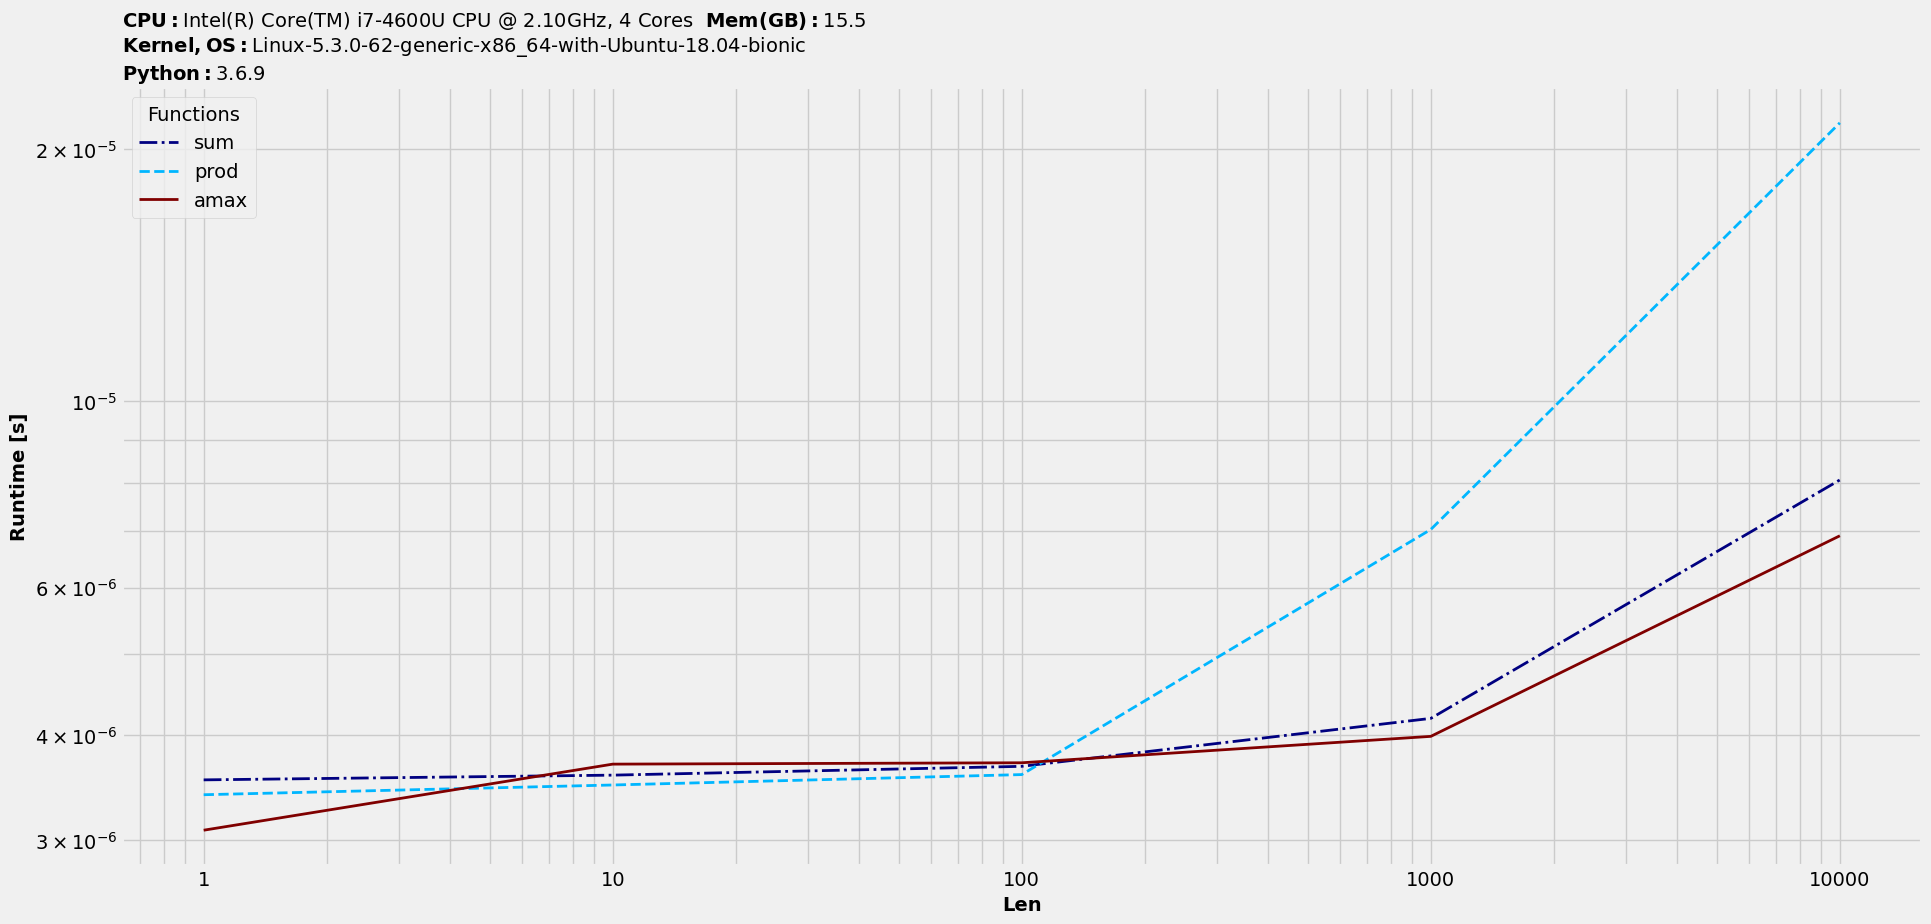 CPU: Intel(R) Core(TM) i7-4600U CPU @ 2.10GHz, 4 Cores  Mem(GB): 15.5
Kernel, OS: Linux-5.3.0-62-generic-x86_64-with-Ubuntu-18.04-bionic
Python: 3.6.9
Functions
sum
prod
amax
2 × 10⁻⁵
10⁻⁵
6 × 10⁻⁶
4 × 10⁻⁶
3 × 10⁻⁶
Runtime [s]
1 10 100 1000 10000
Len